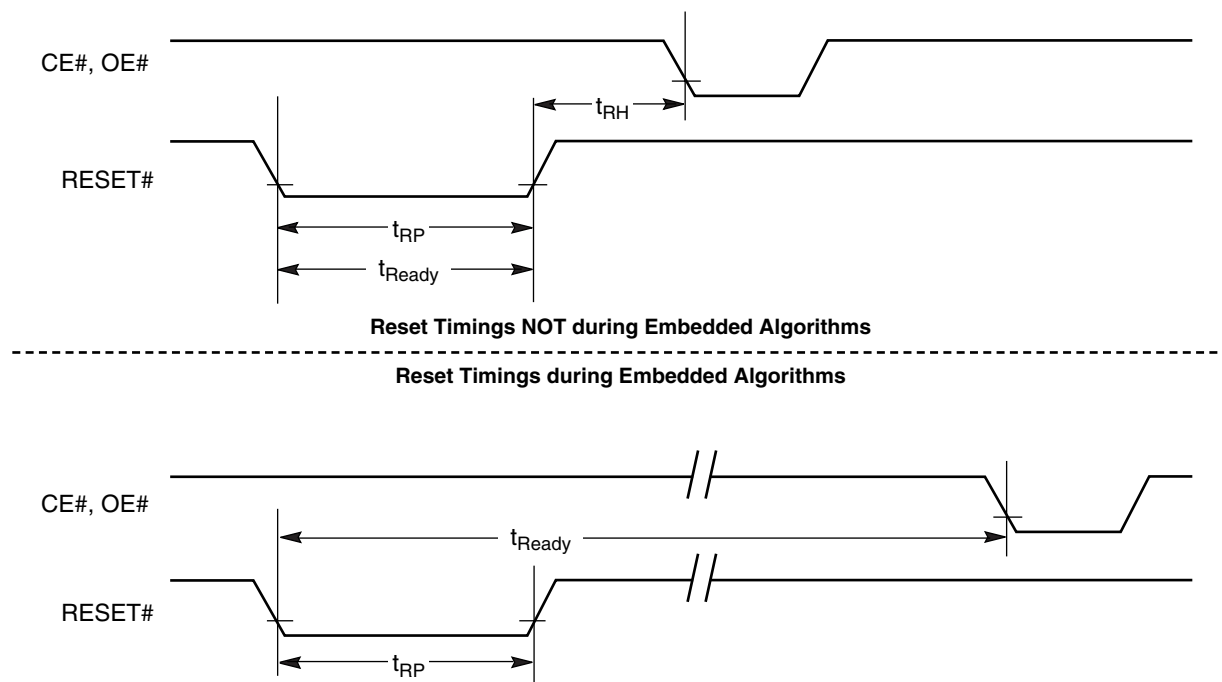 CE#, OE#
tRH
RESET#
tRP
tReady
Reset Timings NOT during Embedded Algorithms
Reset Timings during Embedded Algorithms
CE#, OE#
tReady
RESET#
tRP